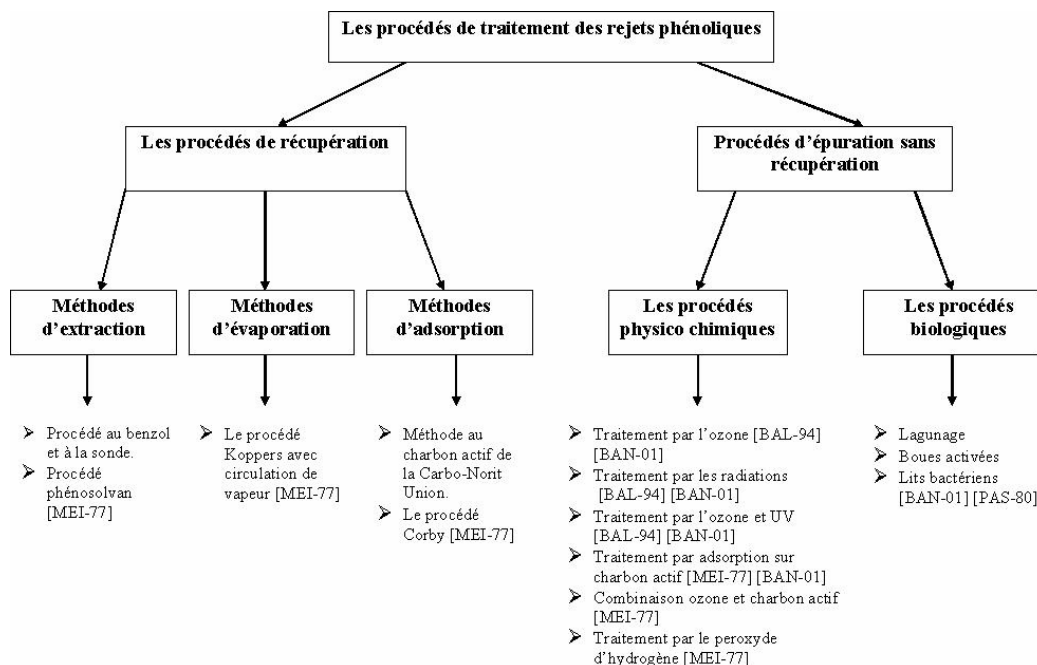 Les procédés de traitement des rejets phénoliques
Les procédés de récupération
Procédés d'épuration sans
récupération
Méthodes
d'extraction
Méthodes
d'évaporation
Méthodes
d'adsorption
Les procédés
physico chimiques
Les procédés
biologiques
➢ Procédé au benzol
et à la sonde.
➢ Procédé
phénosolvan
[MEI-77]
➢ Le procédé
Koppers avec
circulation de
vapeur [MEI-77]
➢ Méthode au
charbon actif de
la Carbo-Norit
Union.
➢ Le procédé
Corby [MEI-77]
➢ Traitement par l'ozone [BAL-94]
[BAN-01]
➢ Traitement par les radiations
[BAL-94] [BAN-01]
➢ Traitement par l'ozone et UV
[BAL-94] [BAN-01]
➢ Traitement par adsorption sur
charbon actif [MEI-77] [BAN-01]
➢ Combinaison ozone et charbon actif
[MEI-77]
➢ Traitement par le peroxyde
d'hydrogène [MEI-77]
➢ Lagunage
➢ Boues activées
➢ Lits bactériens
[BAN-01] [PAS-80]